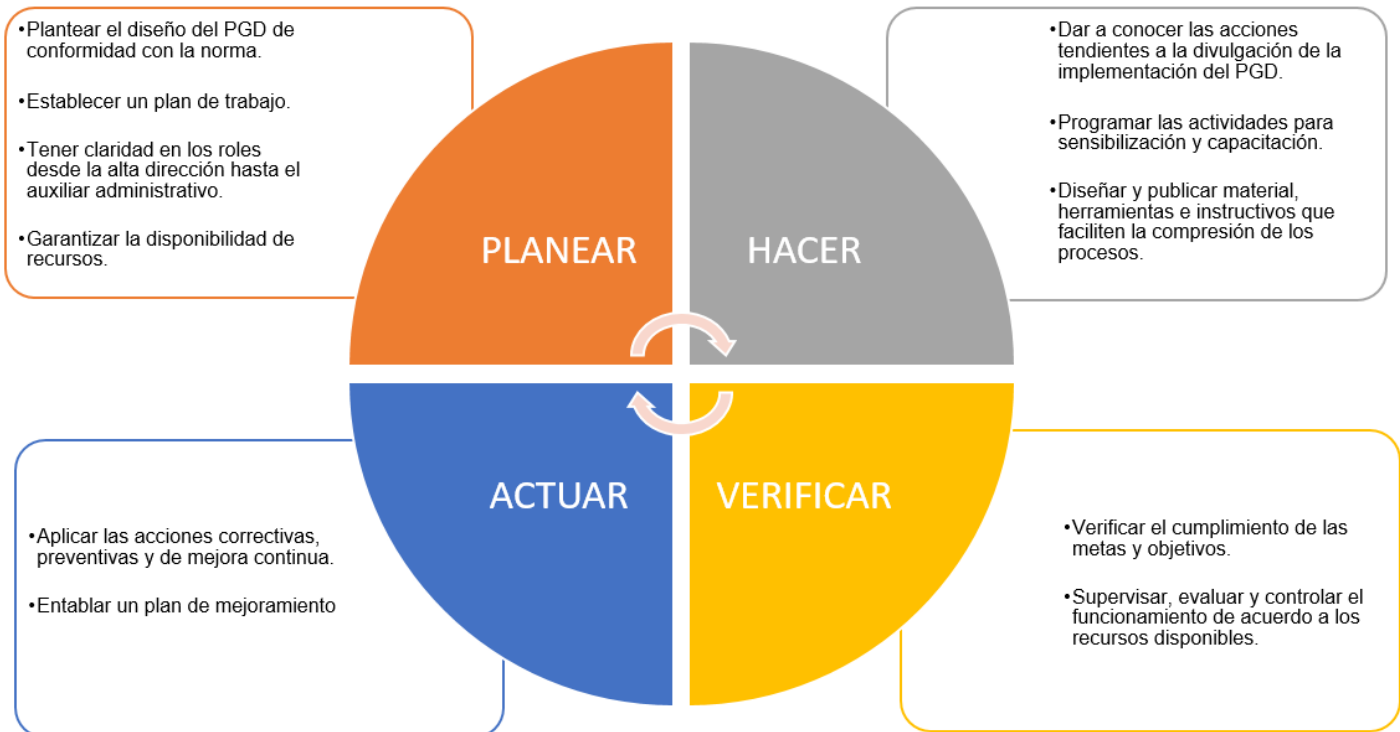 •Plantear el diseño del PGD de
conformidad con la norma.
•Establecer un plan de trabajo.
•Tener claridad en los roles
desde la alta dirección hasta el
auxiliar administrativo.
•Garantizar la disponibilidad de
recursos.
PLANEAR
HACER
•Dar a conocer las acciones
tendientes a la divulgación de la
implementación del PGD.
•Programar las actividades para
sensibilización y capacitación.
•Diseñar y publicar material,
herramientas e instructivos que
faciliten la compresión de los
procesos.
ACTUAR
•Aplicar las acciones correctivas,
preventivas y de mejora continua.
•Entablar un plan de mejoramiento
VERIFICAR
•Verificar el cumplimiento de las
metas y objetivos.
•Supervisar, evaluar y controlar el
funcionamiento de acuerdo a los
recursos disponibles.